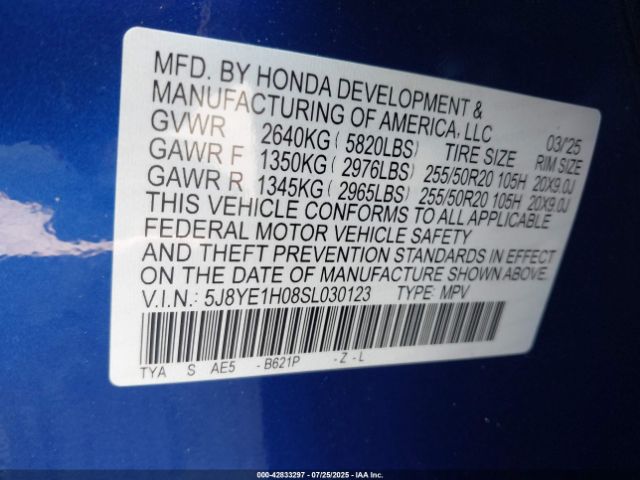 MFD. BY HONDA DEVELOPMENT &
MANUFACTURING OF AMERICA, LLC 03/'25
GVWR 2640KG ( 5820LBS) TIRE SIZE RIM SIZE
GAWR F 1350KG ( 2976LBS) 255/50R20 105H 20X9.0J
GAWR R 1345KG ( 2965LBS) 255/50R20 105H 20X9.0J
THIS VEHICLE CONFORMS TO ALL APPLICABLE
FEDERAL MOTOR VEHICLE SAFETY
AND THEFT PREVENTION STANDARDS IN EFFECT
ON THE DATE OF MANUFACTURE SHOWN ABOVE.
V.I.N.: 5J8YE1H08SL030123 TYPE: MPV
TYA S AE5 - B621P - Z - L
000-42833297 | 07/25/2025 | IAA Inc.